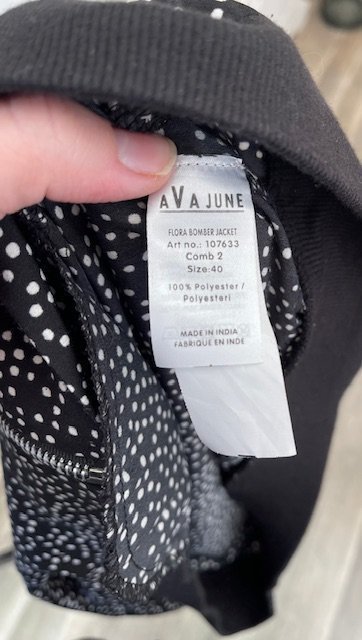 AVA JUNE
FLORA BOMBER JACKET
Art no.: 107633
Comb 2
Size:40
100% Polyester/
Polyesteri
MADE IN INDIA
FABRIQUÉ EN INDE